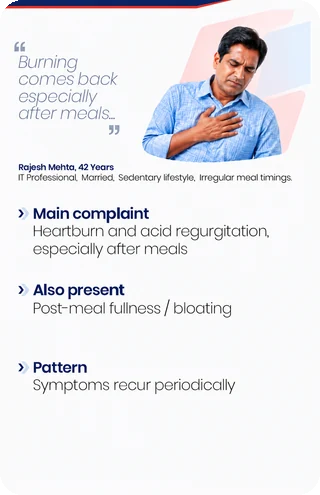 “
Burning
comes back
especially
after meals...
”
Rajesh Mehta, 42 Years
IT Professional, Married, Sedentary lifestyle, Irregular meal timings.
Main complaint
Heartburn and acid regurgitation,
especially after meals
Also present
Post-meal fullness / bloating
Pattern
Symptoms recur periodically